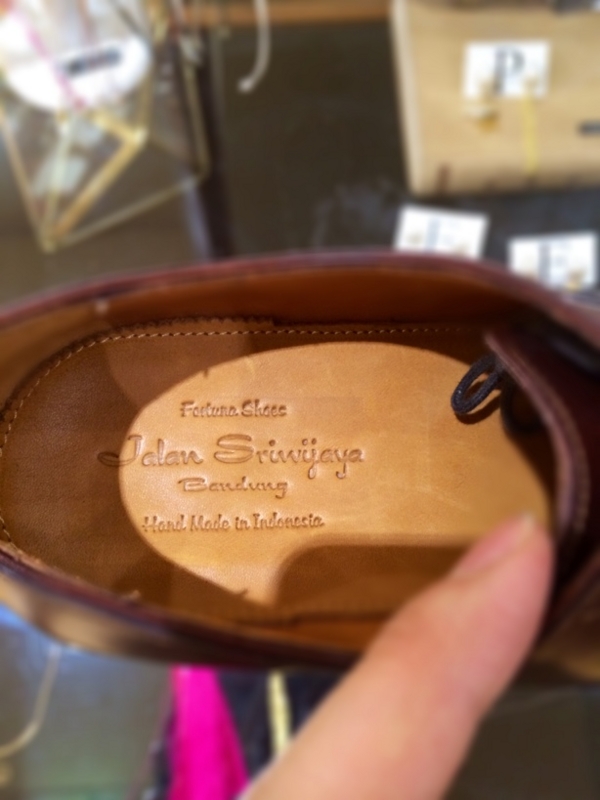 P
Fortuna Shoes
Jalan Sriwijaya
Bandung
Hand Made in Indonesia